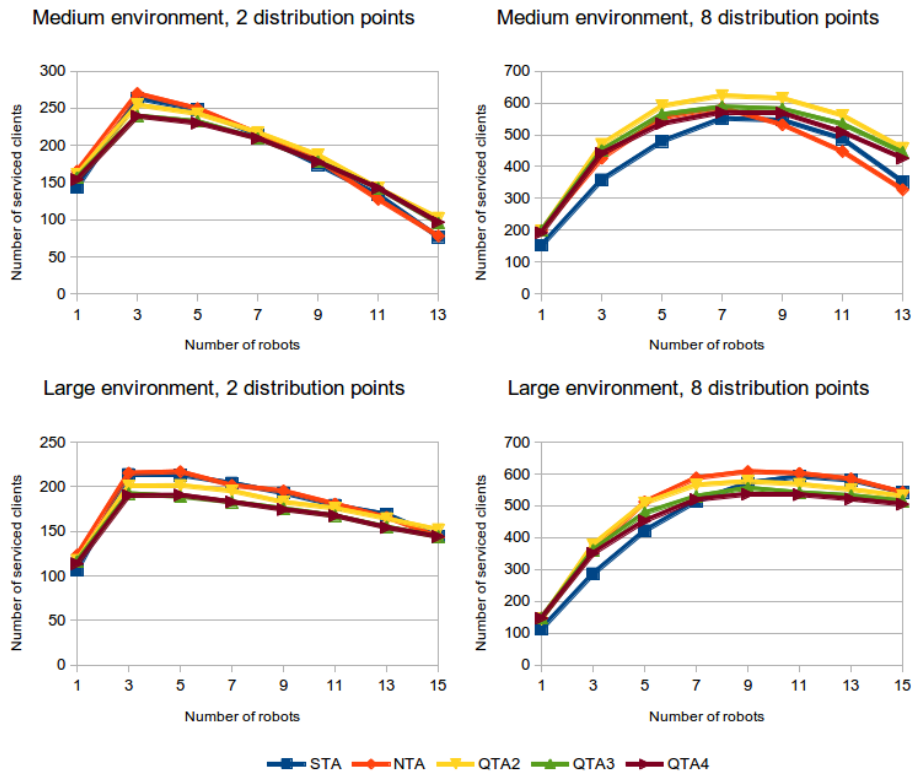 Medium environment, 2 distribution points
Number of serviced clients
300
250
200
150
100
50
0
1 3 5 7 9 11 13
Number of robots
Medium environment, 8 distribution points
Number of serviced clients
700
600
500
400
300
200
100
0
1 3 5 7 9 11 13
Number of robots
Large environment, 2 distribution points
Number of serviced clients
250
200
150
100
50
0
1 3 5 7 9 11 13 15
Number of robots
Large environment, 8 distribution points
Number of serviced clients
700
600
500
400
300
200
100
0
1 3 5 7 9 11 13 15
Number of robots
STA NTA QTA2 QTA3 QTA4